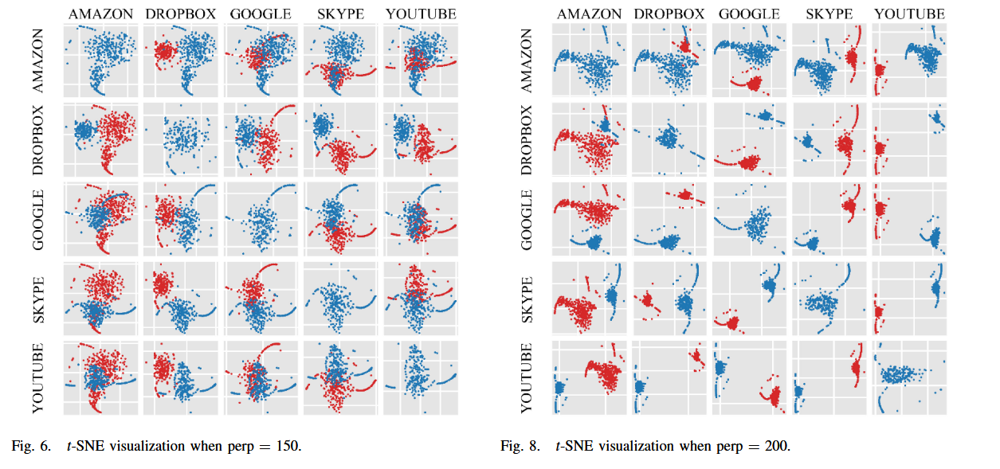 AMAZON DROPBOX GOOGLE SKYPE YOUTUBE
AMAZON
DROPBOX
GOOGLE
SKYPE
YOUTUBE
Fig. 6. t-SNE visualization when perp = 150.
AMAZON DROPBOX GOOGLE SKYPE YOUTUBE
AMAZON
DROPBOX
GOOGLE
SKYPE
YOUTUBE
Fig. 8. t-SNE visualization when perp = 200.